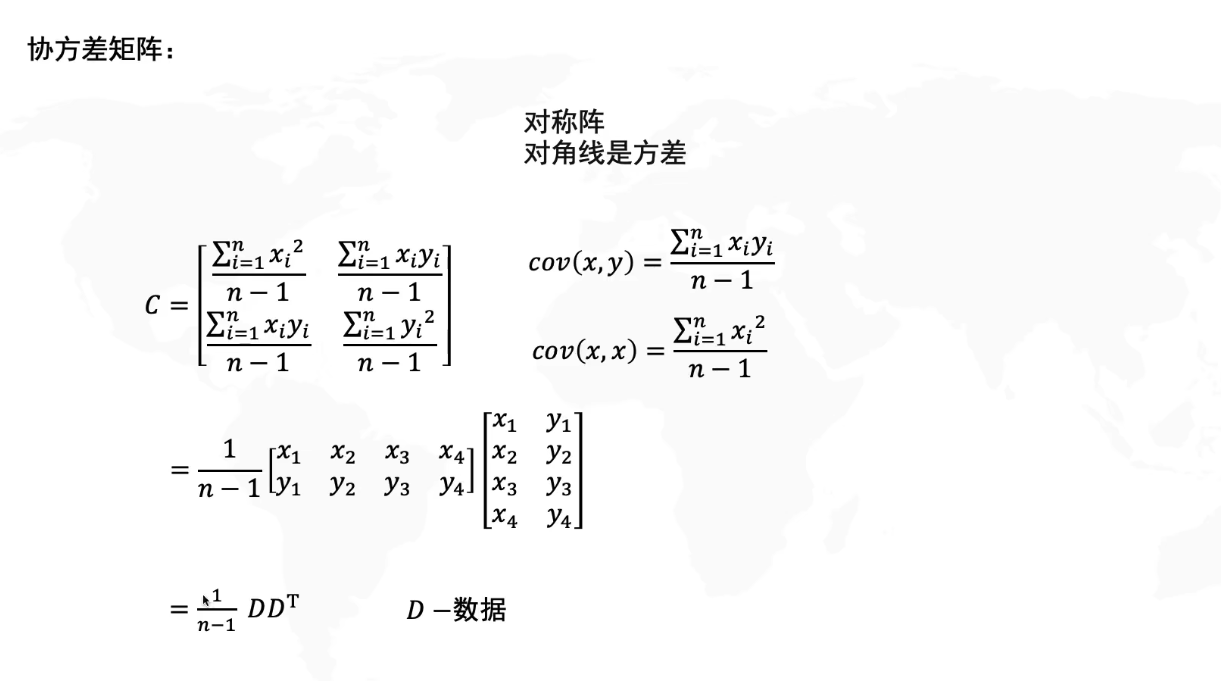 协方差矩阵：
对称阵
对角线是方差
$C = \begin{bmatrix} \frac{\sum_{i=1}^{n} x_i{}^2}{n-1} & \frac{\sum_{i=1}^{n} x_i y_i}{n-1} \\ \frac{\sum_{i=1}^{n} x_i y_i}{n-1} & \frac{\sum_{i=1}^{n} y_i{}^2}{n-1} \end{bmatrix}$
$cov(x, y) = \frac{\sum_{i=1}^{n} x_i y_i}{n-1}$
$cov(x, x) = \frac{\sum_{i=1}^{n} x_i{}^2}{n-1}$
$= \frac{1}{n-1} \begin{bmatrix} x_1 & x_2 & x_3 & x_4 \\ y_1 & y_2 & y_3 & y_4 \end{bmatrix} \begin{bmatrix} x_1 & y_1 \\ x_2 & y_2 \\ x_3 & y_3 \\ x_4 & y_4 \end{bmatrix}$
$= \frac{1}{n-1} DD^{\mathrm{T}}$ $D$ −数据